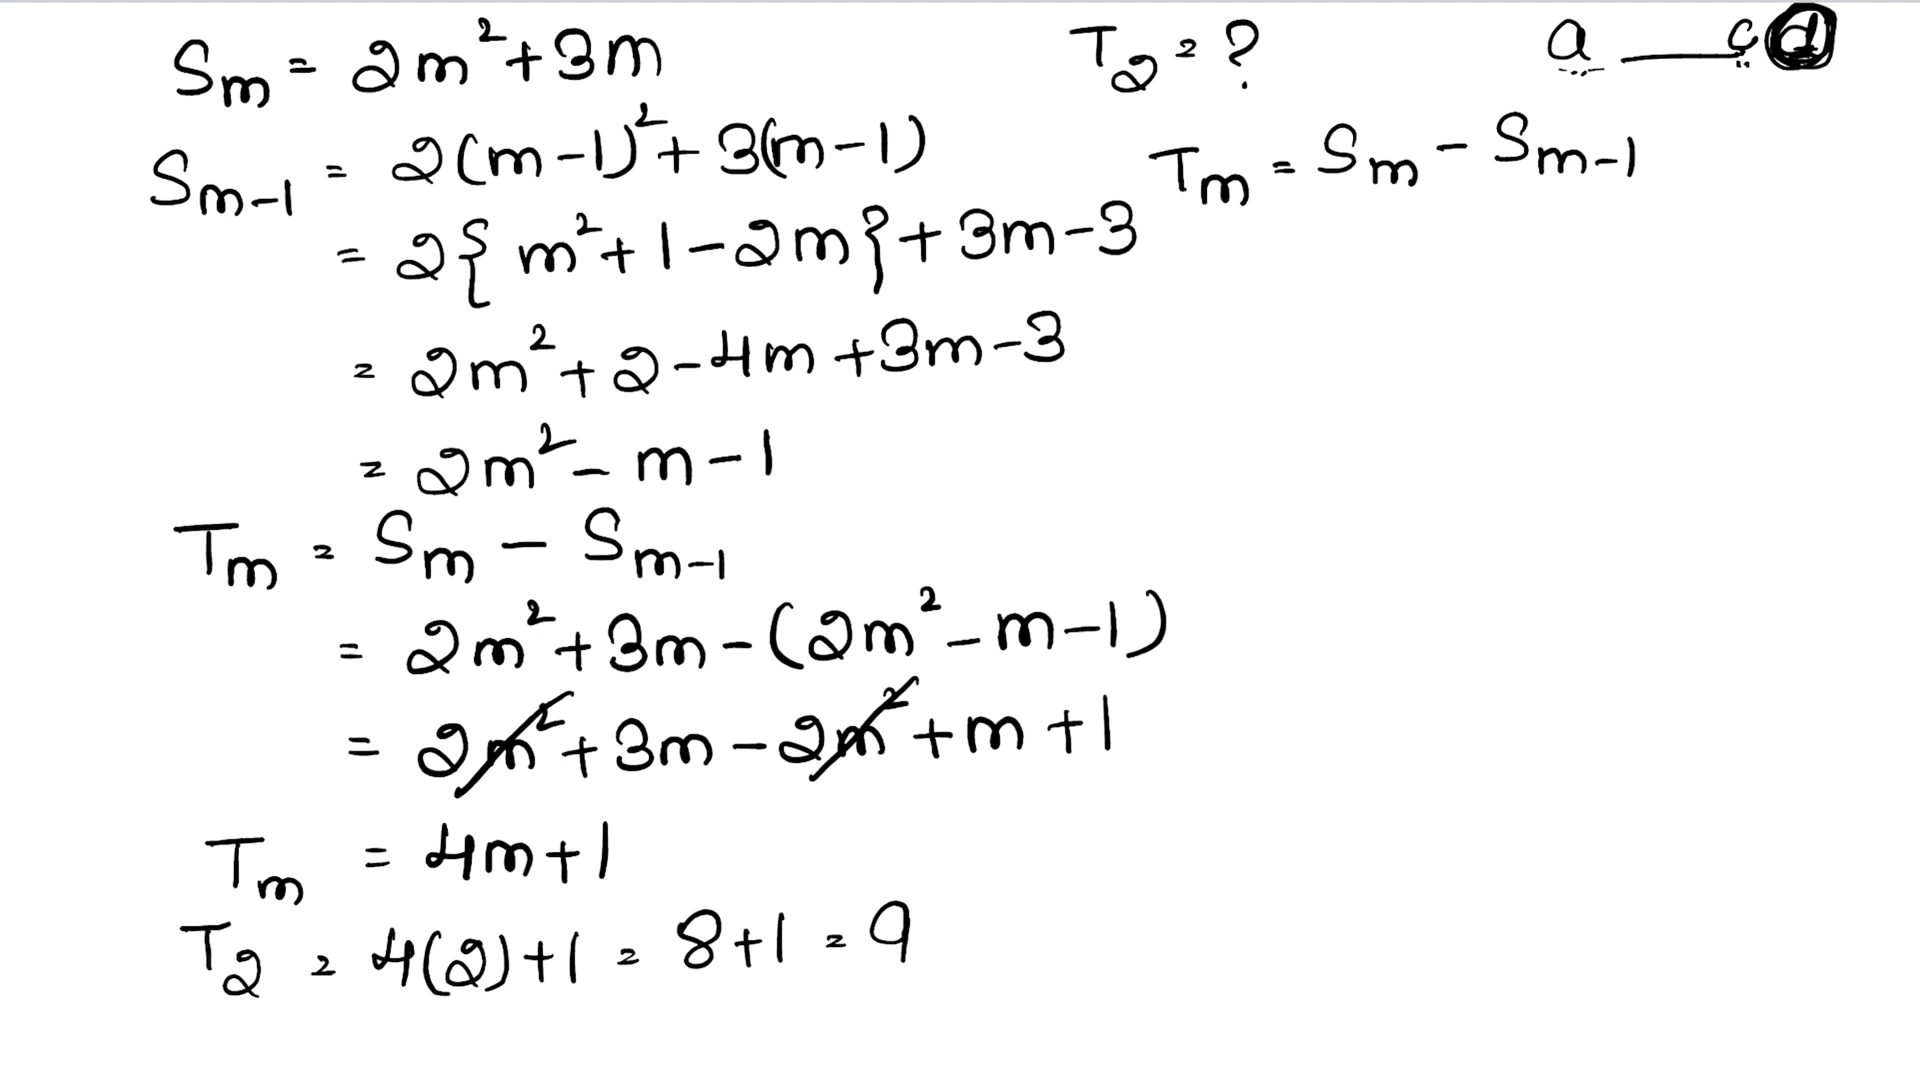 Sm = 2m² + 3m T₂ = ? a c d
Sm-1 = 2(m-1)² + 3(m-1) Tm = Sm - Sm-1
= 2{ m² + 1 - 2m } + 3m - 3
= 2m² + 2 - 4m + 3m - 3
= 2m² - m - 1
Tm = Sm - Sm-1
= 2m² + 3m - (2m² - m - 1)
= 2m² + 3m - 2m² + m + 1
Tm = 4m + 1
T₂ = 4(2) + 1 = 8 + 1 = 9